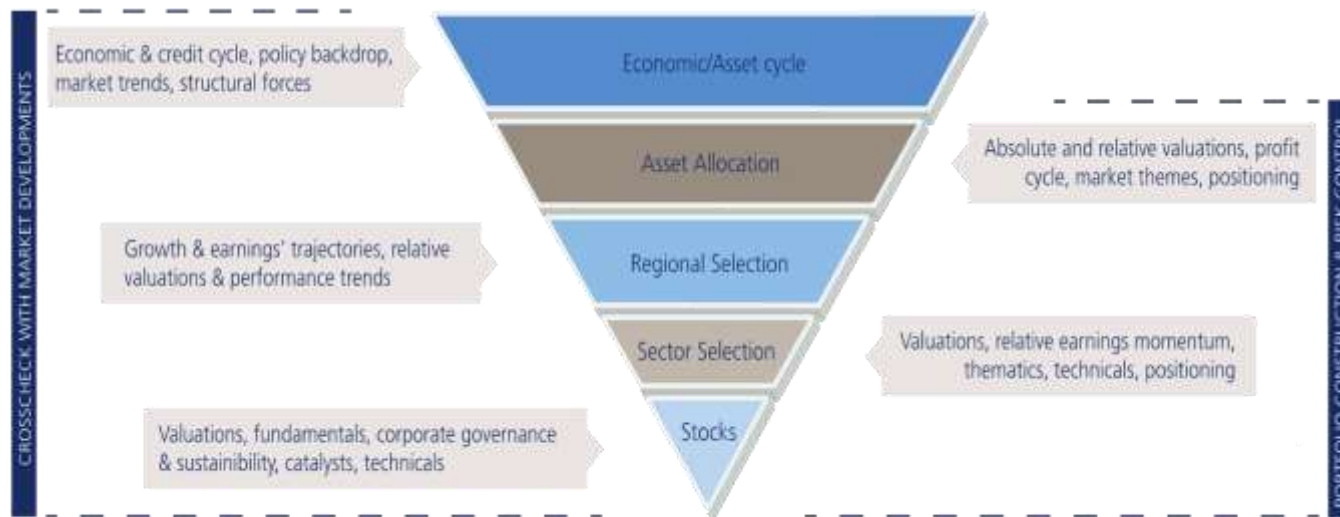 CROSSCHECK WITH MARKET DEVELOPMENTS
Economic & credit cycle, policy backdrop,
market trends, structural forces
Economic/Asset cycle
Asset Allocation
Absolute and relative valuations, profit
cycle, market themes, positioning
Growth & earnings' trajectories, relative
valuations & performance trends
Regional Selection
Sector Selection
Valuations, relative earnings momentum,
thematics, technicals, positioning
Valuations, fundamentals, corporate governance
& sustainibility, catalysts, technicals
Stocks